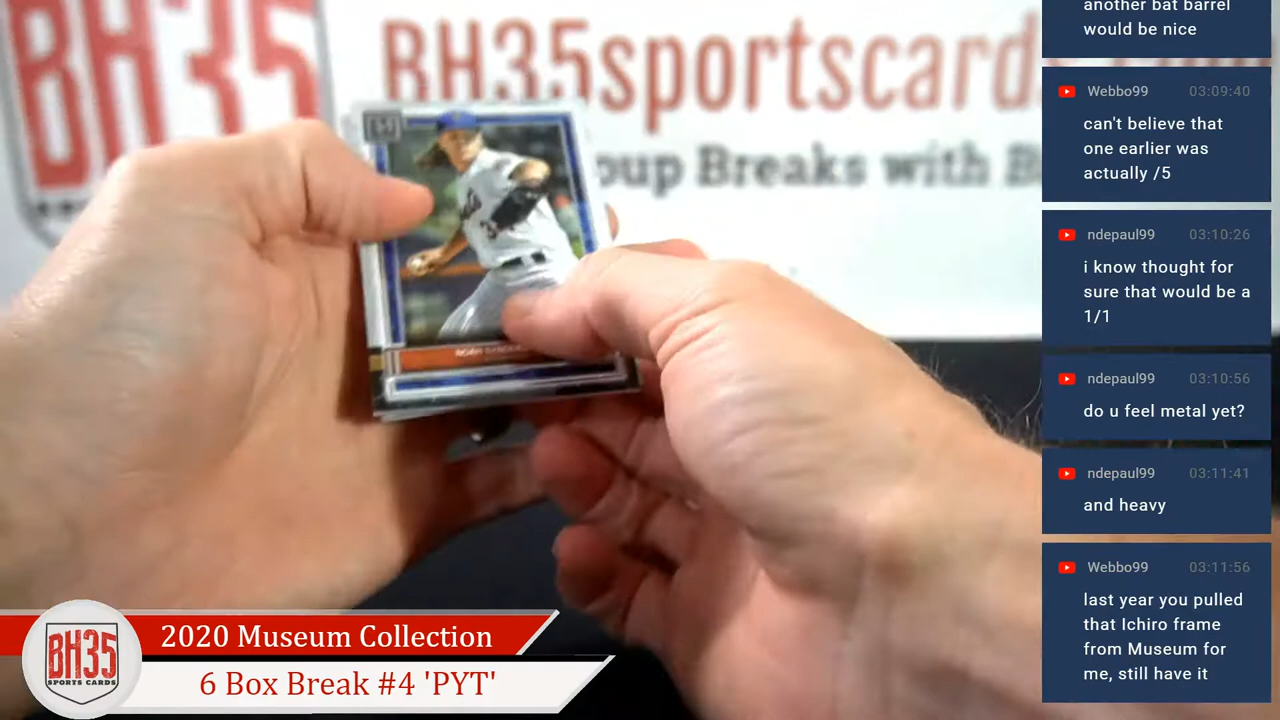 BH35
BH35sportscard
oup Breaks with B
another bat barrel
would be nice
Webbo99 03:09:40
can't believe that
one earlier was
actually /5
ndepaul99 03:10:26
i know thought for
sure that would be a
1/1
ndepaul99 03:10:56
do u feel metal yet?
ndepaul99 03:11:41
and heavy
Webbo99 03:11:56
last year you pulled
that Ichiro frame
from Museum for
me, still have it
2020 Museum Collection
6 Box Break #4 'PYT'
BH35
SPORTS CARDS